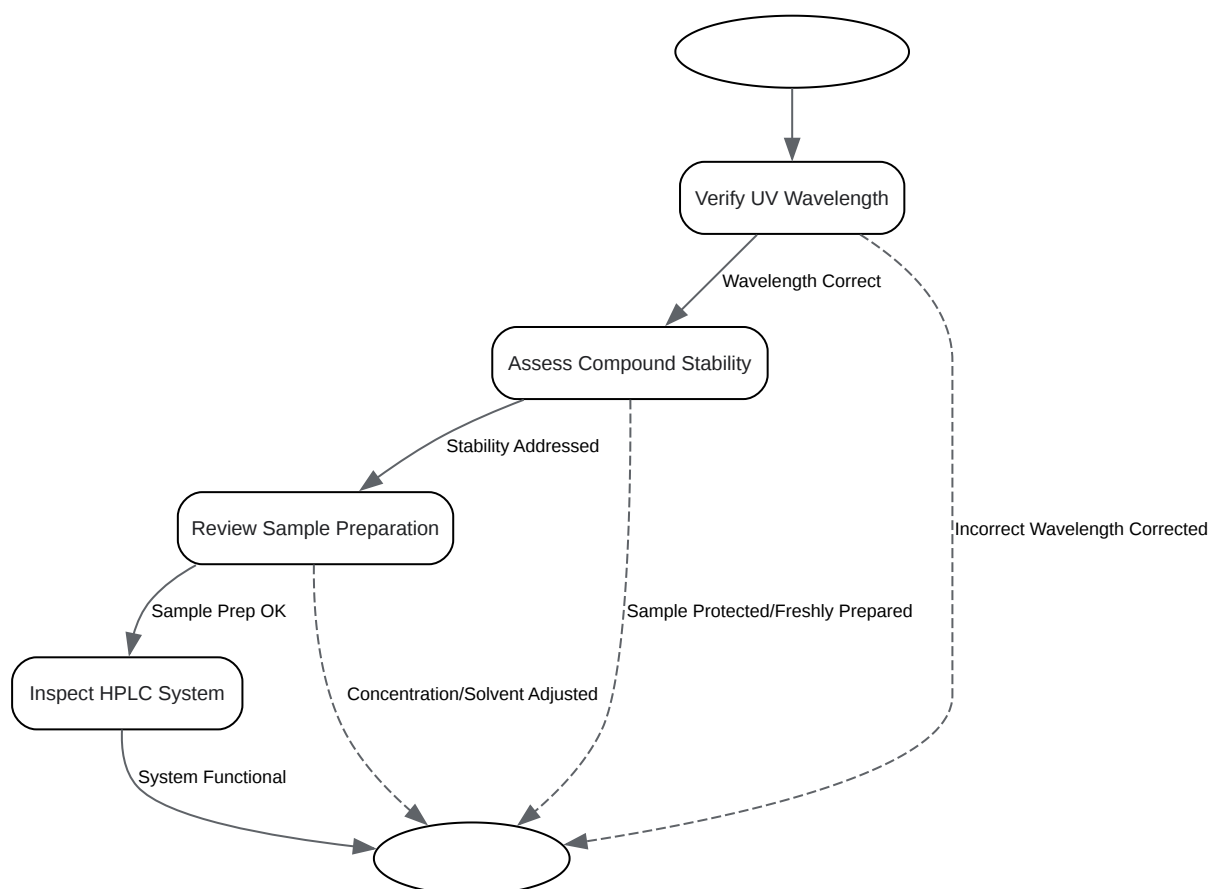 Verify UV Wavelength
Wavelength Correct
Assess Compound Stability
Stability Addressed
Review Sample Preparation
Incorrect Wavelength Corrected
Sample Prep OK
Sample Protected/Freshly Prepared
Inspect HPLC System
Concentration/Solvent Adjusted
System Functional